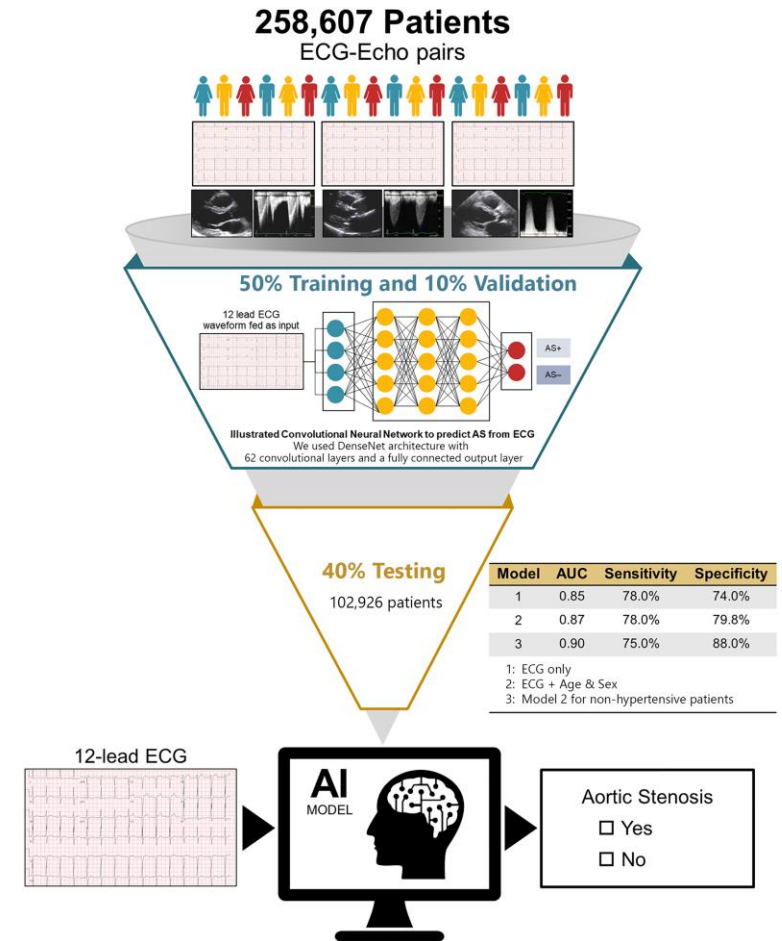 258,607 Patients
ECG-Echo pairs
50% Training and 10% Validation
12 lead ECG
waveform fed as input
AS+
AS–
Illustrated Convolutional Neural Network to predict AS from ECG
We used DenseNet architecture with
62 convolutional layers and a fully connected output layer
40% Testing
102,926 patients
Model AUC Sensitivity Specificity
1 0.85 78.0% 74.0%
2 0.87 78.0% 79.8%
3 0.90 75.0% 88.0%
1: ECG only
2: ECG + Age & Sex
3: Model 2 for non-hypertensive patients
12-lead ECG
AI
MODEL
Aortic Stenosis
☐ Yes
☐ No